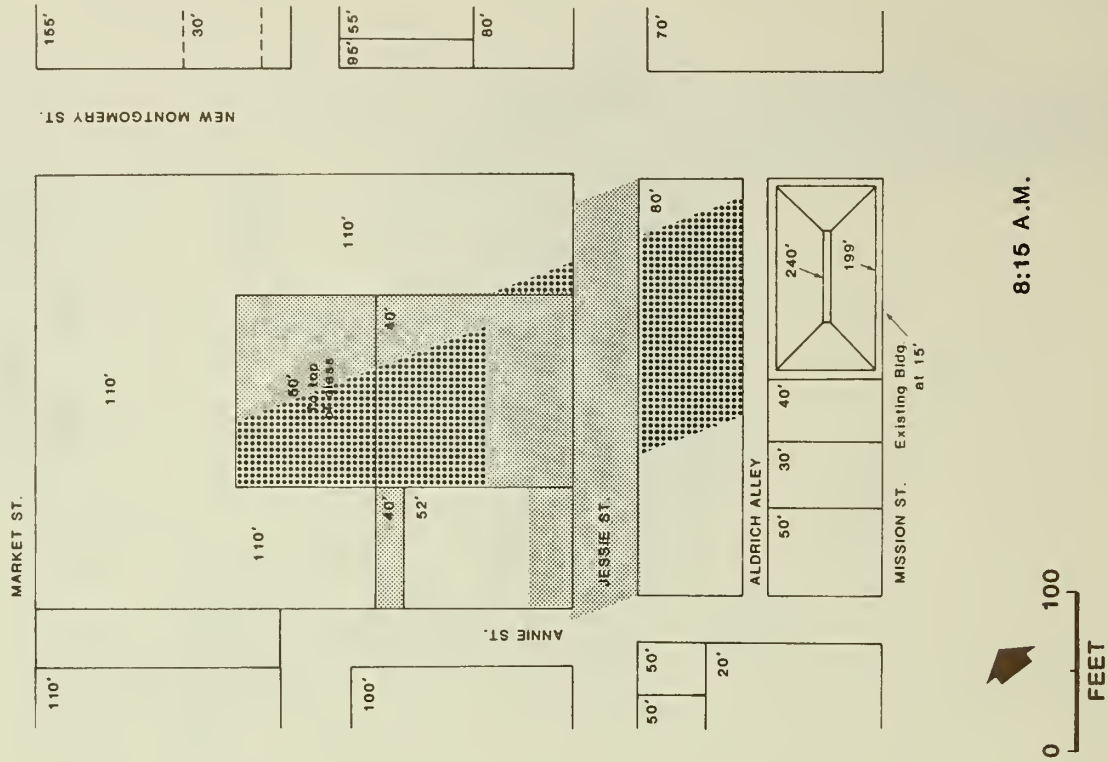 MARKET ST.
155'
30'
110'
95'
55'
80'
NEW MONTGOMERY ST.
110'
110'
60'
To top
of glass
40'
110'
40'
52'
100'
ANNIE ST.
JESSIE ST.
70'
80'
50'
50'
20'
ALDRICH ALLEY
240'
199'
40'
30'
50'
Existing Bldg.
at 15'
MISSION ST.
8:15 A.M.
0
100
FEET